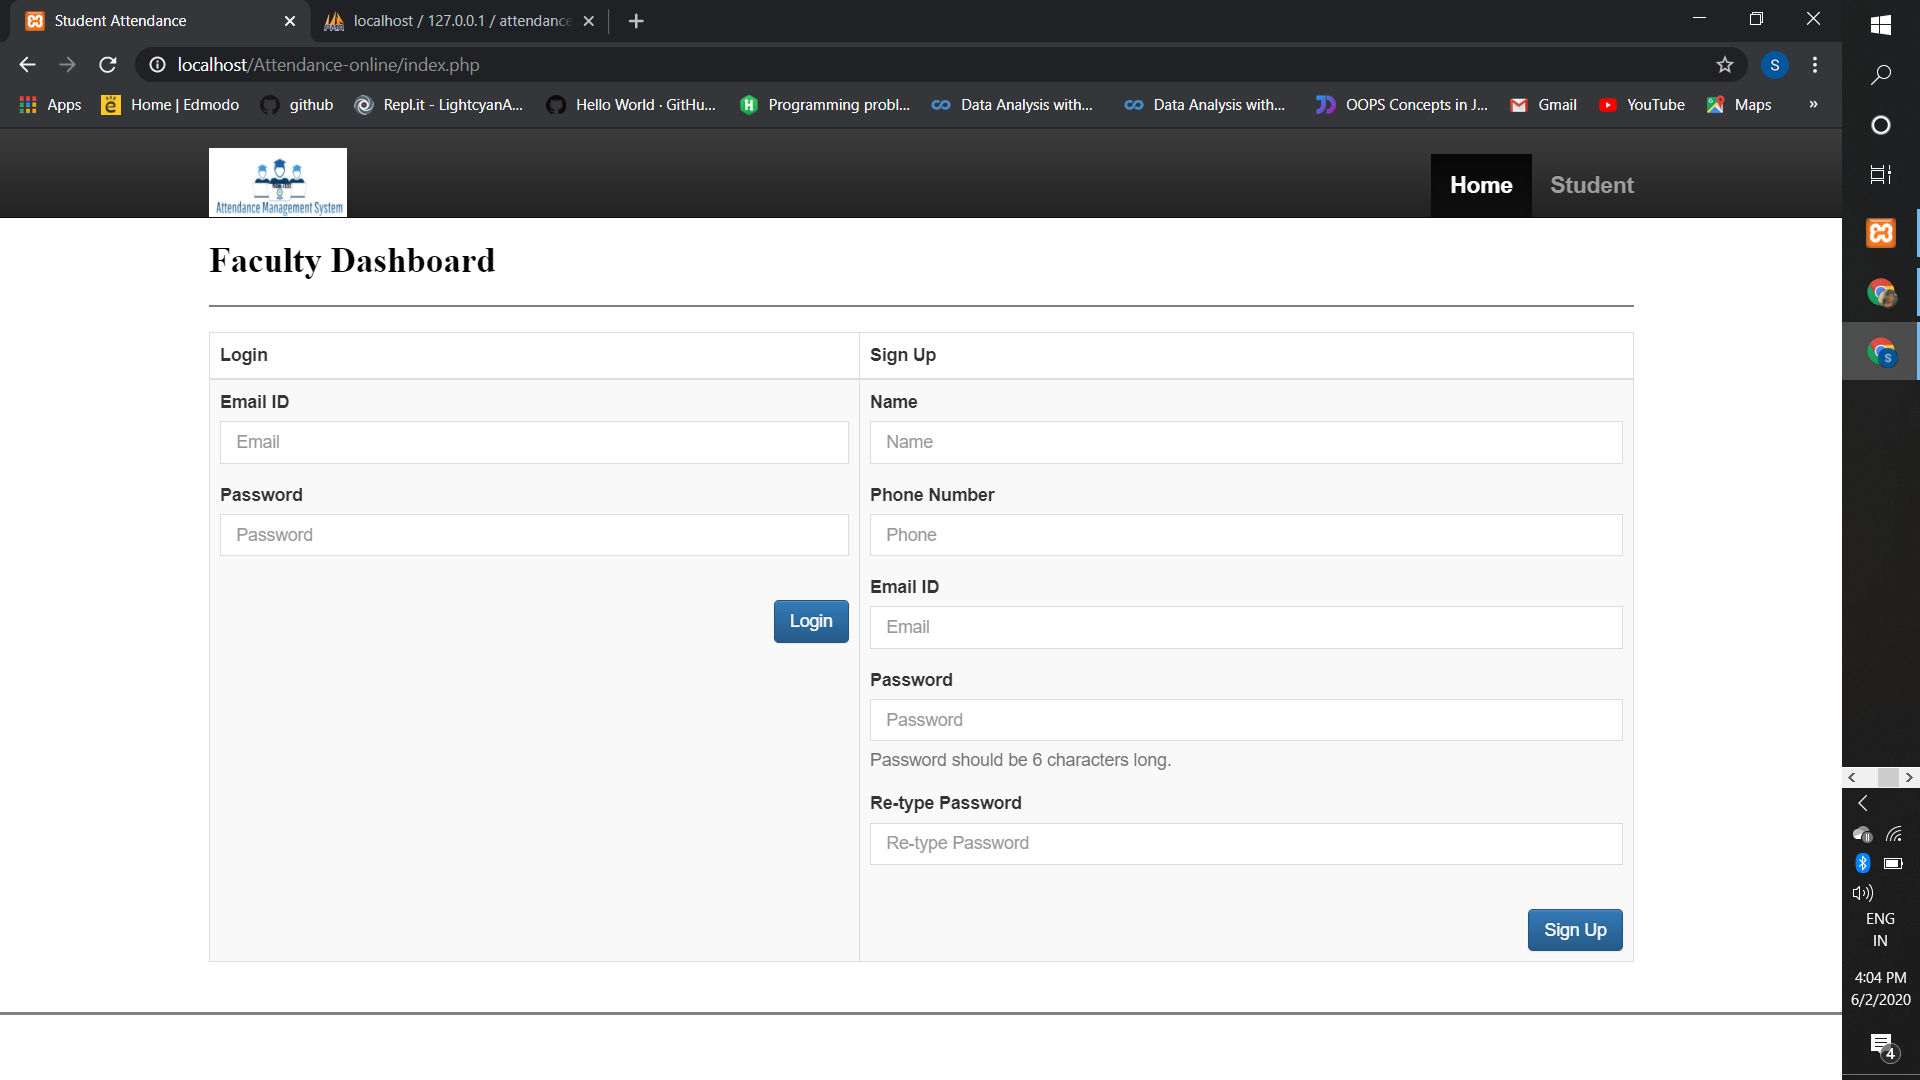 Student Attendance
localhost / 127.0.0.1 / attendance
localhost/Attendance-online/index.php
S
Apps
Home | Edmodo
github
Repl.it - LightcyanA...
Hello World · GitHu...
Programming probl...
Data Analysis with...
Data Analysis with...
OOPS Concepts in J...
Gmail
YouTube
Maps
»
Attendance Management System
Home
Student
Faculty Dashboard
Login
Sign Up
Email ID
Email
Password
Password
Login
Name
Name
Phone Number
Phone
Email ID
Email
Password
Password
Password should be 6 characters long.
Re-type Password
Re-type Password
Sign Up
S
ENG
IN
4:04 PM
6/2/2020
4